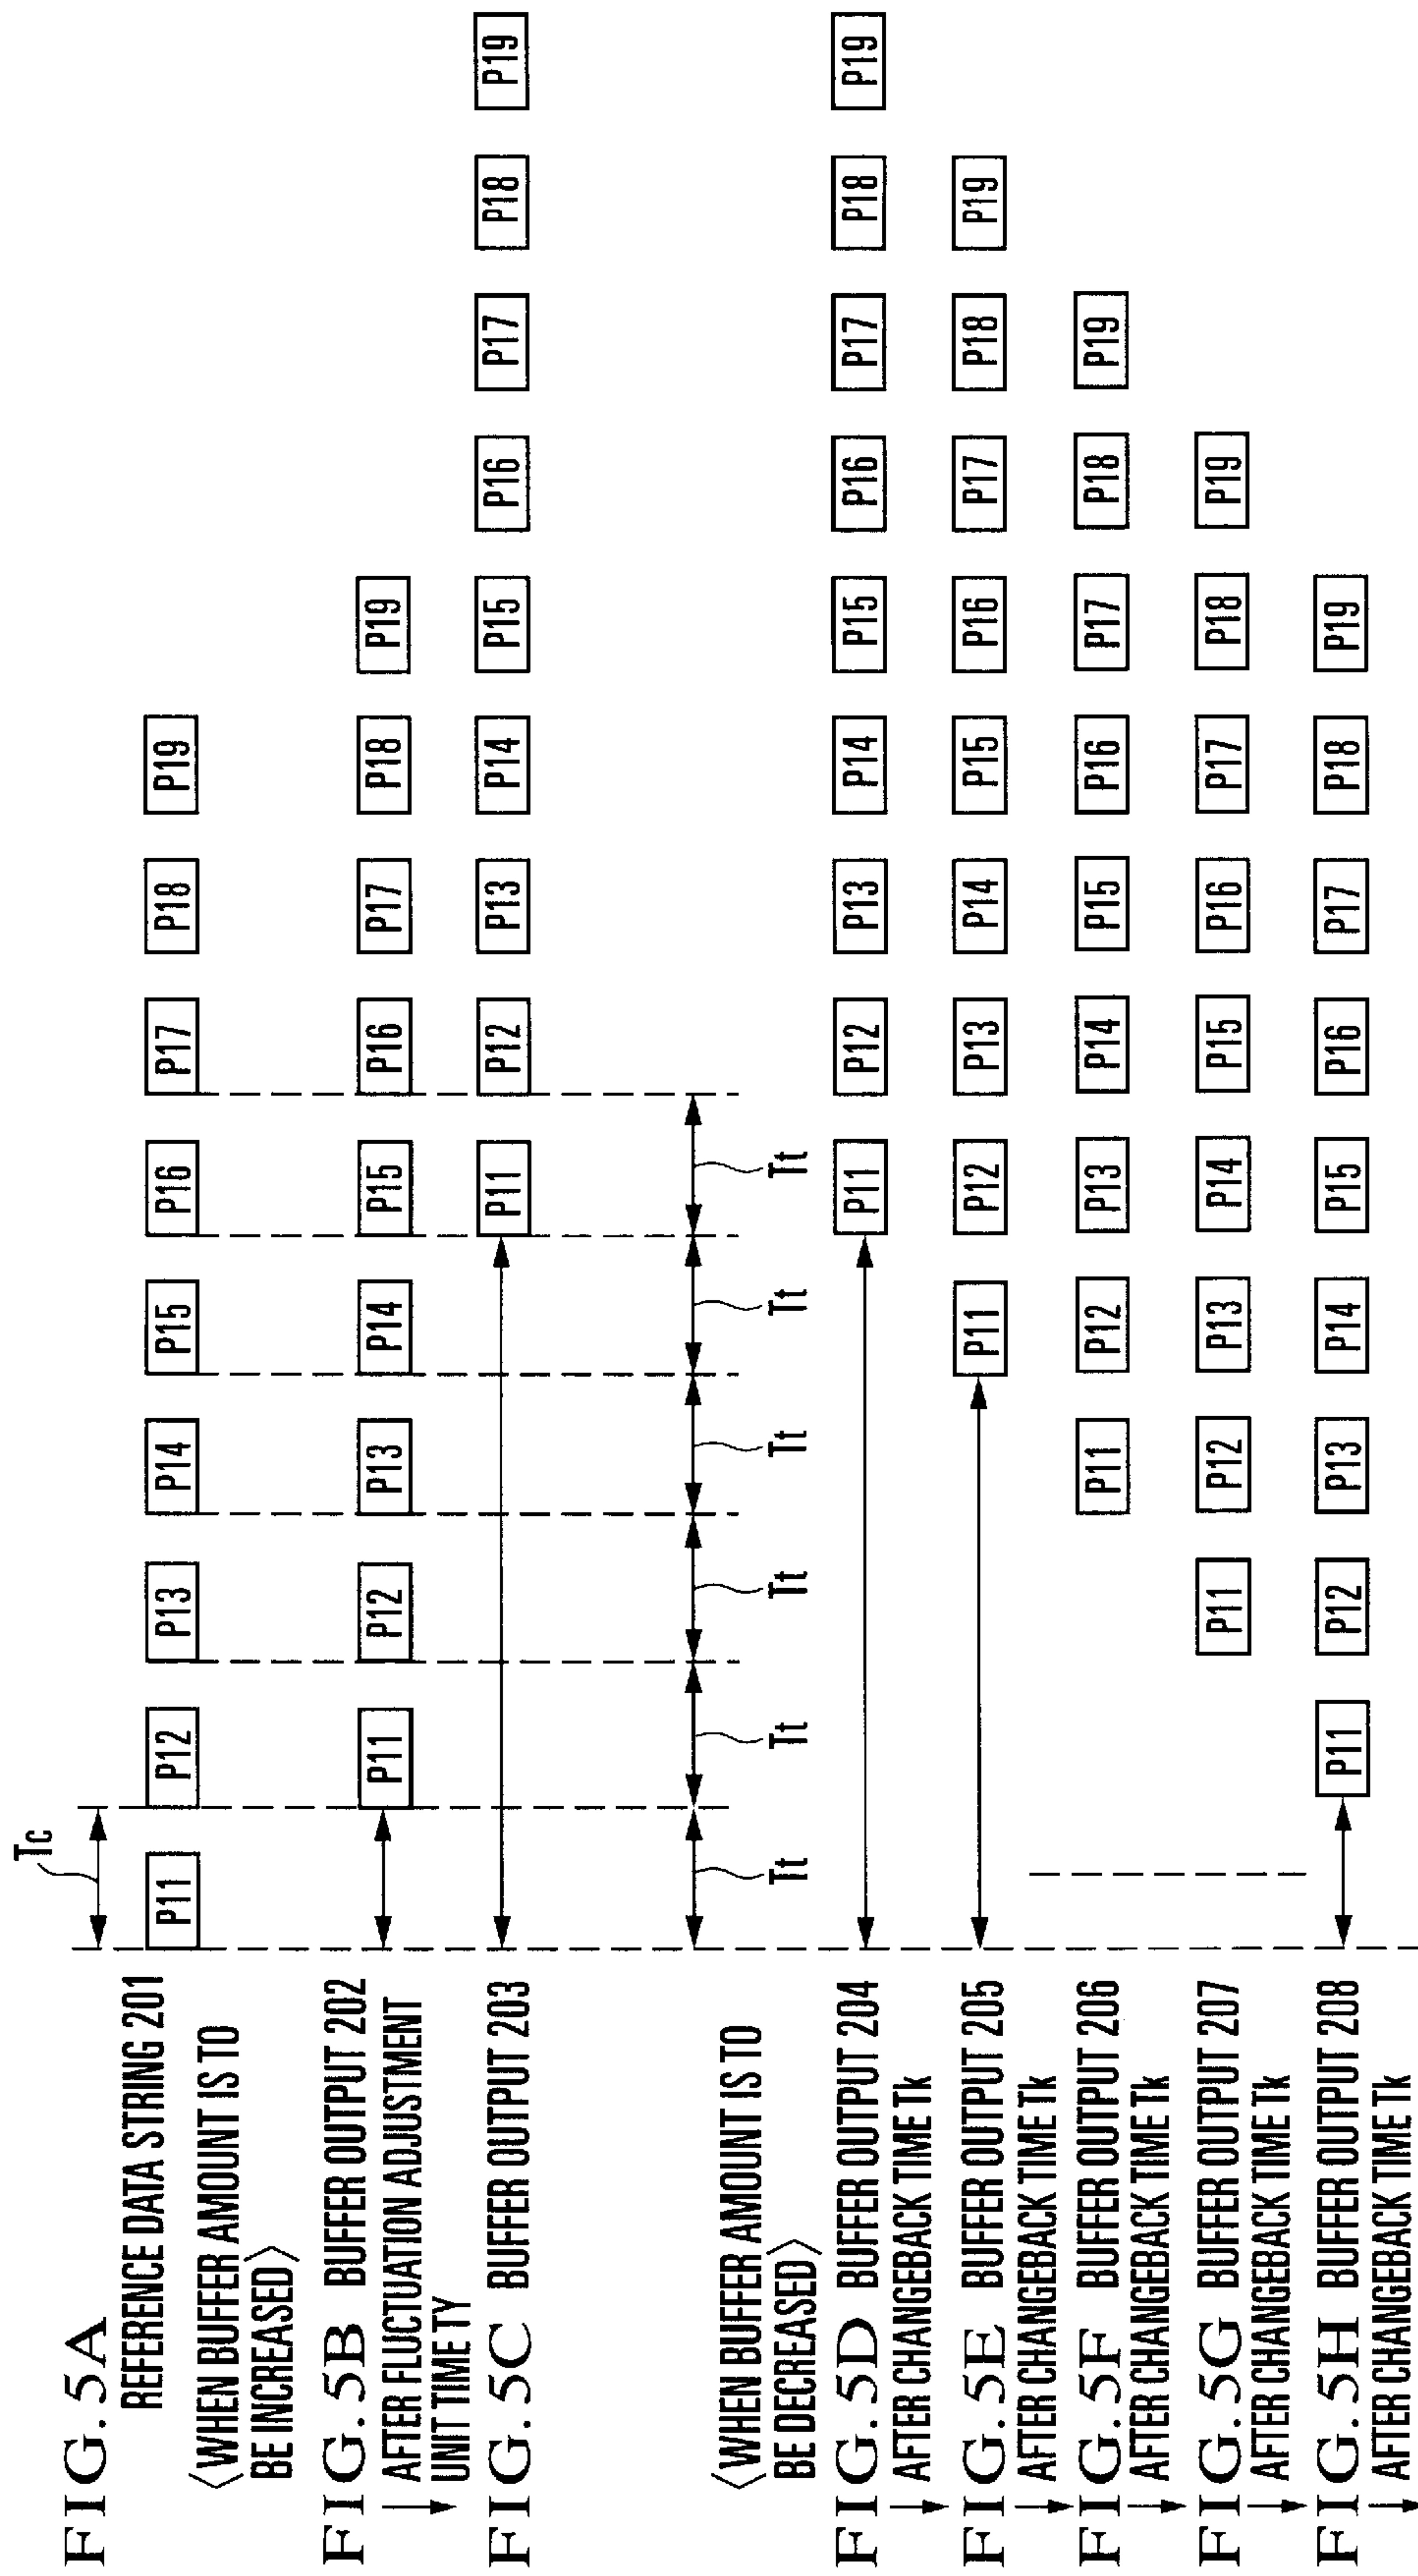 FIG. 5A
REFERENCE DATA STRING 201
Tc
P11 P12 P13 P14 P15 P16 P17 P18 P19
〈WHEN BUFFER AMOUNT IS TO
BE INCREASED〉
FIG. 5B BUFFER OUTPUT 202
P11 P12 P13 P14 P15 P16 P17 P18 P19
AFTER FLUCTUATION ADJUSTMENT
UNIT TIME TY
FIG. 5C BUFFER OUTPUT 203
P11 P12 P13 P14 P15 P16 P17 P18 P19
Tt Tt Tt Tt Tt Tt
〈WHEN BUFFER AMOUNT IS TO
BE DECREASED〉
FIG. 5D BUFFER OUTPUT 204
P11 P12 P13 P14 P15 P16 P17 P18 P19
AFTER CHANGEBACK TIME Tk
FIG. 5E BUFFER OUTPUT 205
P11 P12 P13 P14 P15 P16 P17 P18 P19
AFTER CHANGEBACK TIME Tk
FIG. 5F BUFFER OUTPUT 206
P11 P12 P13 P14 P15 P16 P17 P18 P19
AFTER CHANGEBACK TIME Tk
FIG. 5G BUFFER OUTPUT 207
P11 P12 P13 P14 P15 P16 P17 P18 P19
AFTER CHANGEBACK TIME Tk
FIG. 5H BUFFER OUTPUT 208
P11 P12 P13 P14 P15 P16 P17 P18 P19
AFTER CHANGEBACK TIME Tk